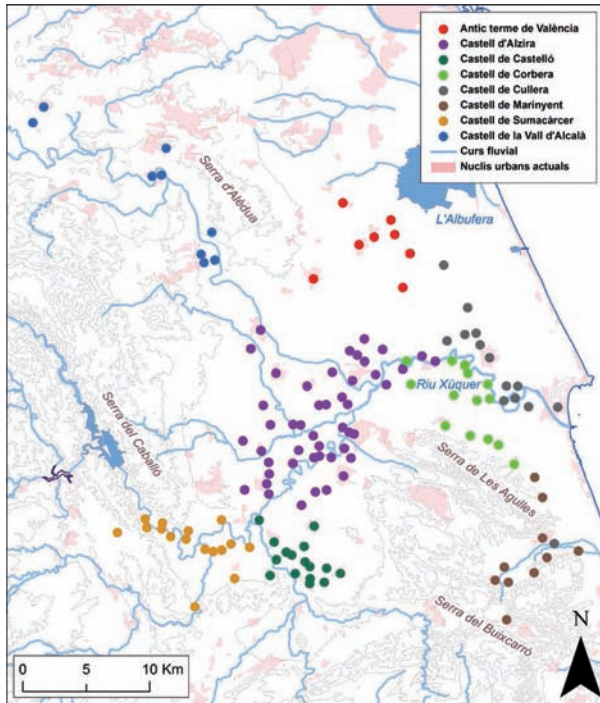 Antic terme de València
Castell d'Alzira
Castell de Castelló
Castell de Corbera
Castell de Cullera
Castell de Marinyent
Castell de Sumacàrcer
Castell de la Vall d'Alcalà
Curs fluvial
Nuclis urbans actuals
Serra d'Alèdua
L'Albufera
Riu Xúquer
Serra del Caballó
Serra de Les Agulles
Serra del Buixcarró
N
0 5 10 Km